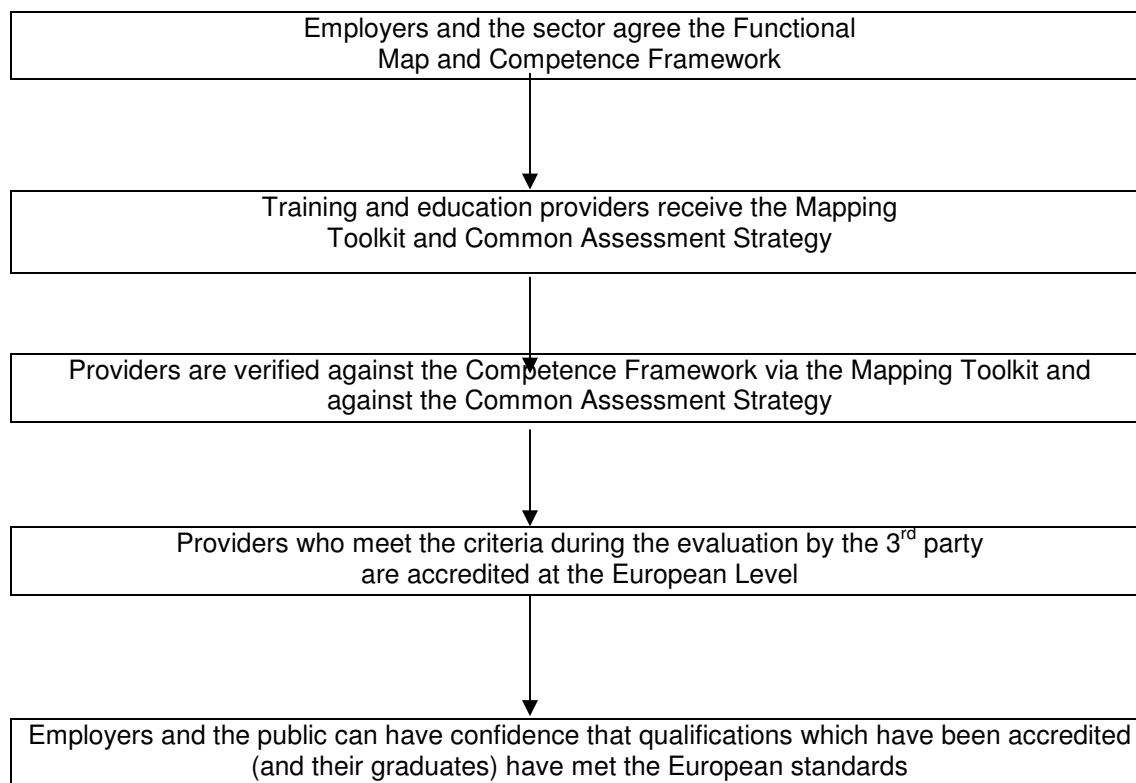 Employers and the sector agree the Functional
Map and Competence Framework
Training and education providers receive the Mapping
Toolkit and Common Assessment Strategy
Providers are verified against the Competence Framework via the Mapping Toolkit and
against the Common Assessment Strategy
Providers who meet the criteria during the evaluation by the 3rd party
are accredited at the European Level
Employers and the public can have confidence that qualifications which have been accredited
(and their graduates) have met the European standards